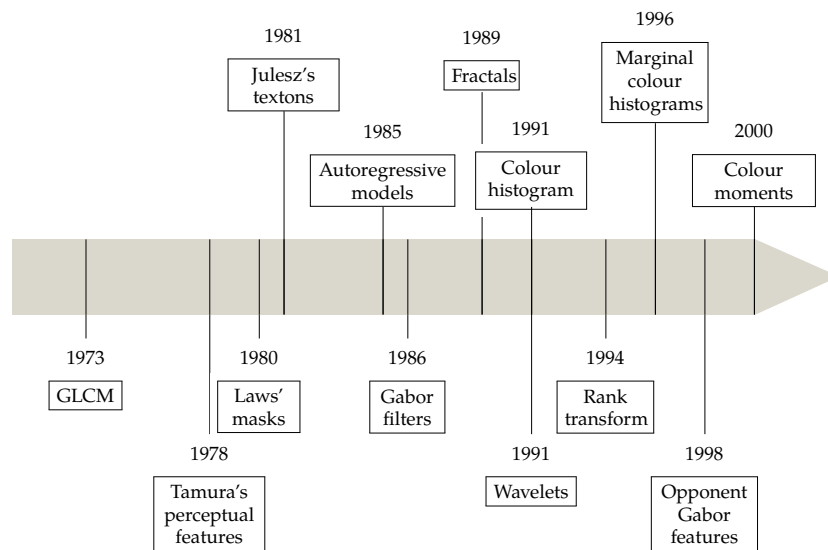 1981
Julesz's
textons
1985
Autoregressive
models
1989
Fractals
1991
Colour
histogram
1996
Marginal
colour
histograms
2000
Colour
moments
1973
GLCM
1978
Tamura's
perceptual
features
1980
Laws'
masks
1986
Gabor
filters
1991
Wavelets
1994
Rank
transform
1998
Opponent
Gabor
features